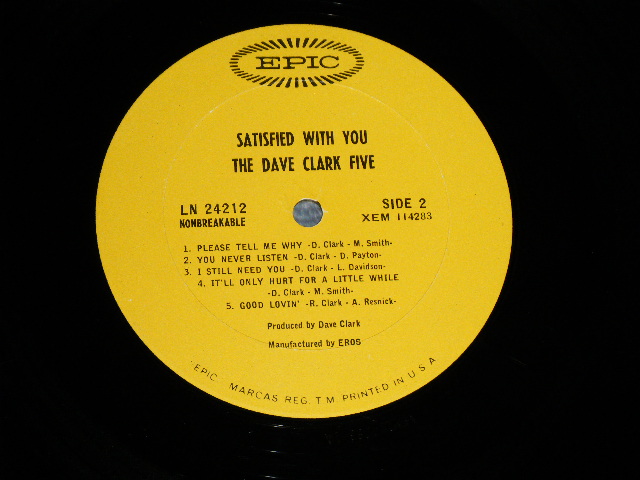 EPIC
SATISFIED WITH YOU
THE DAVE CLARK FIVE
LN 24212
NONBREAKABLE
SIDE 2
XEM 114283
1. PLEASE TELL ME WHY -D. Clark - M. Smith-
2. YOU NEVER LISTEN -D. Clark - D. Payton-
3. I STILL NEED YOU -D. Clark - L. Davidson-
4. IT'LL ONLY HURT FOR A LITTLE WHILE
-D. Clark - M. Smith-
5. GOOD LOVIN' -R. Clark - A. Resnick-
Produced by Dave Clark
Manufactured by EROS
"EPIC", MARCAS REG. T.M. PRINTED IN U S A